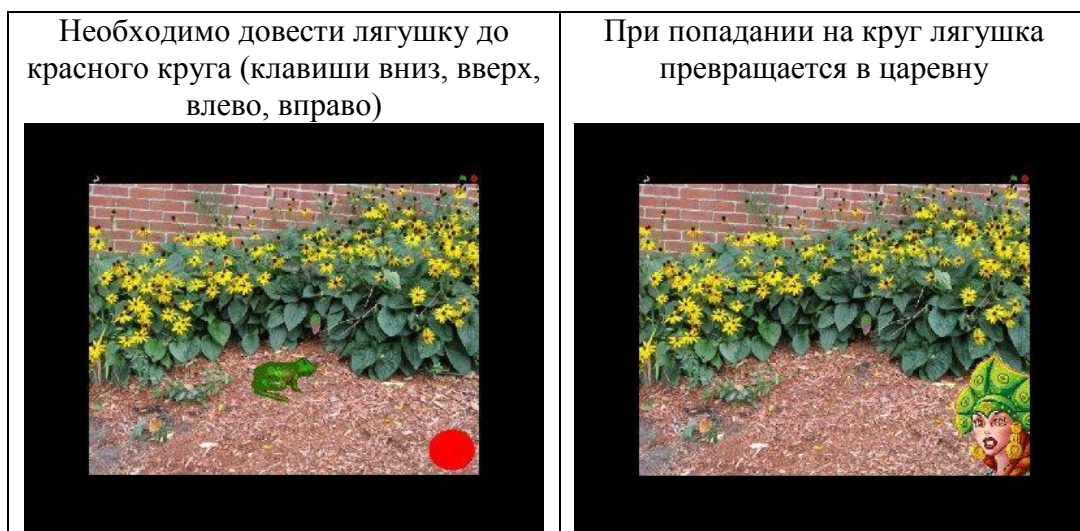 Необходимо довести лягушку до
красного круга (клавиши вниз, вверх,
влево, вправо)
При попадании на круг лягушка
превращается в царевну